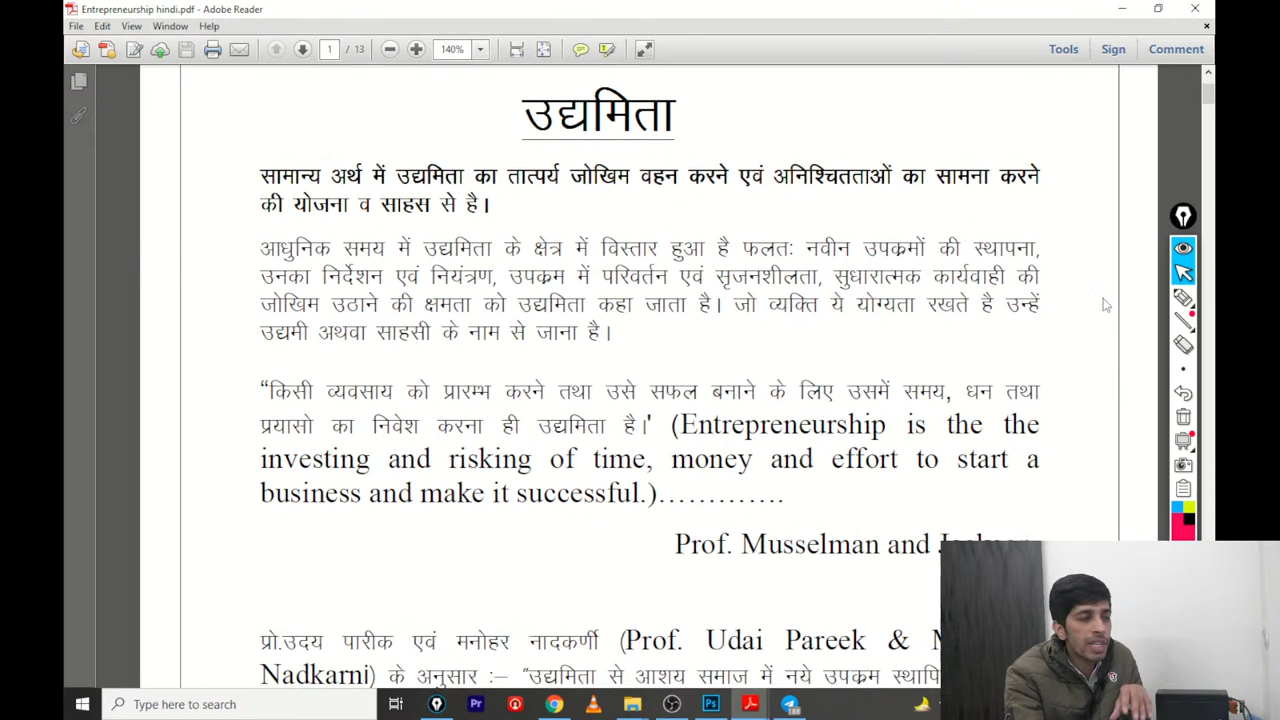 Entrepreneurship hindi.pdf - Adobe Reader
File Edit View Window Help
1 / 13 140% Tools Sign Comment
उद्यमिता
सामान्य अर्थ में उद्यमिता का तात्पर्य जोखिम वहन करने एवं अनिश्चितताओं का सामना करने
की योजना व साहस से है।
आधुनिक समय में उद्यमिता के क्षेत्र में विस्तार हुआ है फलतः नवीन उपक्रमों की स्थापना,
उनका निर्देशन एवं नियंत्रण, उपक्रम में परिवर्तन एवं सृजनशीलता, सुधारात्मक कार्यवाही की
जोखिम उठाने की क्षमता को उद्यमिता कहा जाता है। जो व्यक्ति ये योग्यता रखते है उन्हें
उद्यमी अथवा साहसी के नाम से जाना है।
“किसी व्यवसाय को प्रारम्भ करने तथा उसे सफल बनाने के लिए उसमें समय, धन तथा
प्रयासो का निवेश करना ही उद्यमिता है।' (Entrepreneurship is the the
investing and risking of time, money and effort to start a
business and make it successful.)………….
Prof. Musselman and
प्रो.उदय पारीक एवं मनोहर नादकर्णी (Prof. Udai Pareek &
Nadkarni) के अनुसार :– “उद्यमिता से आशय समाज में नये उपक्रम
Type here to search